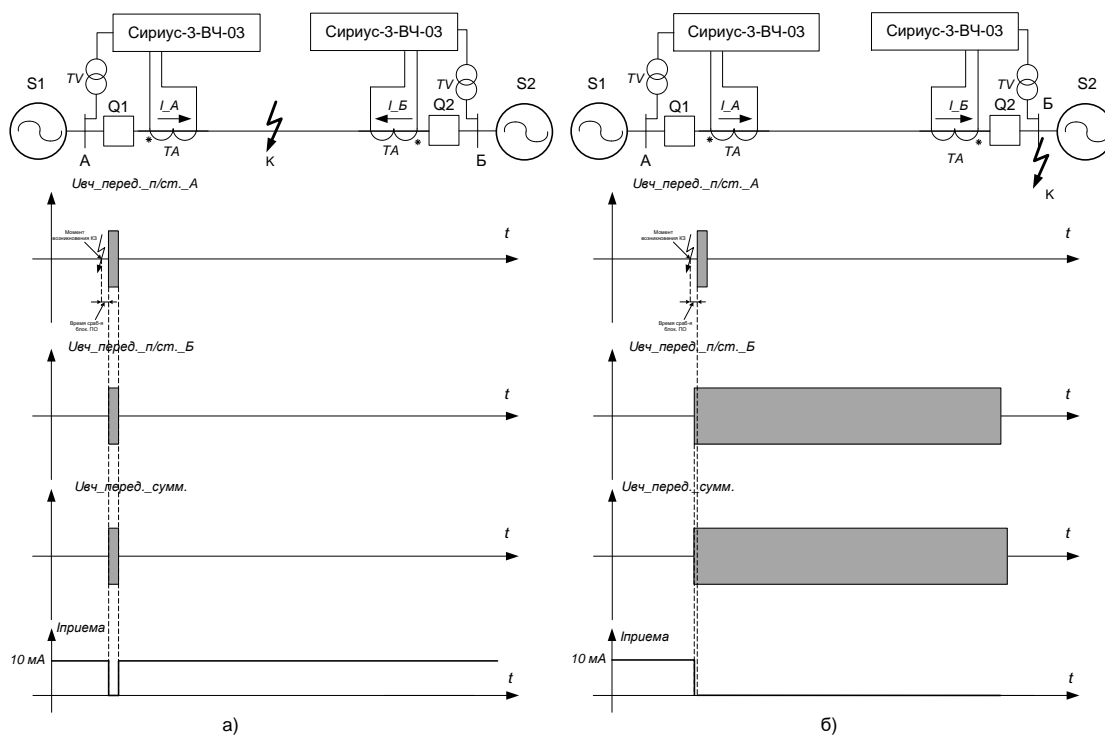 Сириус-3-ВЧ-03
Сириус-3-ВЧ-03
S1
TV
Q1
I_A
I_Б
Q2
TV
S2
А
*
TA
К
TA
*
Б
Uвч_перед._п/ст._А
Момент
возникновения КЗ
t
Время сраб-я
блок. ПО
Uвч_перед._п/ст._Б
t
Uвч_перед._сумм.
t
Iприема
10 мА
t
а)
Сириус-3-ВЧ-03
Сириус-3-ВЧ-03
S1
TV
Q1
I_A
I_Б
Q2
TV
Б
S2
А
*
TA
TA
*
К
Uвч_перед._п/ст._А
Момент
возникновения КЗ
t
Время сраб-я
блок. ПО
Uвч_перед._п/ст._Б
t
Uвч_перед._сумм.
t
Iприема
10 мА
t
б)